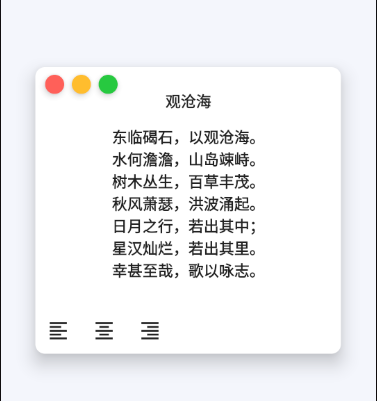 观沧海
东临碣石，以观沧海。
水何澹澹，山岛竦峙。
树木丛生，百草丰茂。
秋风萧瑟，洪波涌起。
日月之行，若出其中；
星汉灿烂，若出其里。
幸甚至哉，歌以咏志。